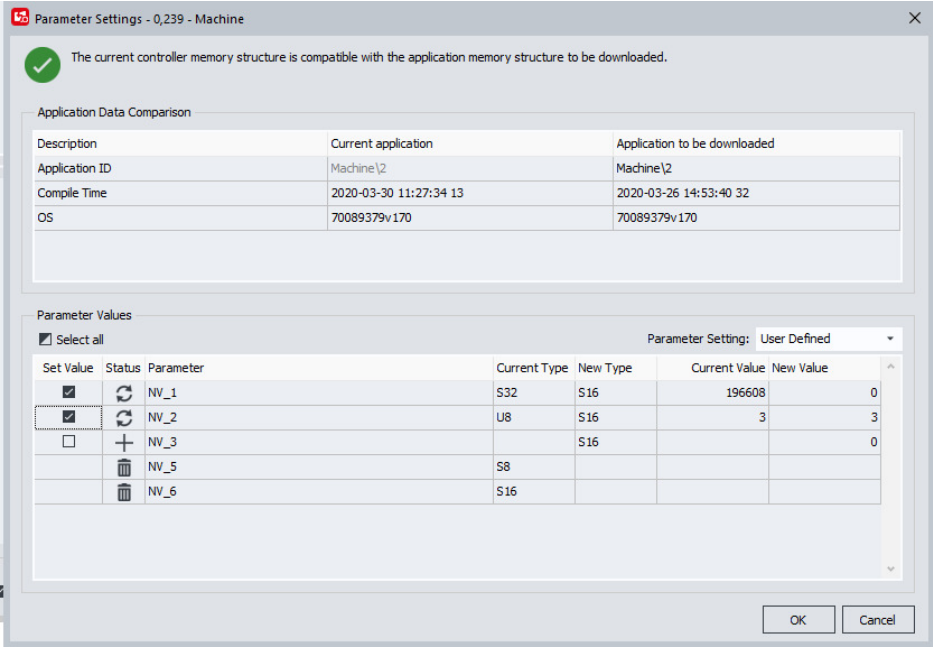 Parameter Settings - 0,239 - Machine
The current controller memory structure is compatible with the application memory structure to be downloaded.
Application Data Comparison
Description Current application Application to be downloaded
Application ID Machine\2 Machine\2
Compile Time 2020-03-30 11:27:34 13 2020-03-26 14:53:40 32
OS 70089379v170 70089379v170
Parameter Values
Select all Parameter Setting: User Defined
Set Value Status Parameter Current Type New Type Current Value New Value
NV_1 S32 S16 196608 0
NV_2 U8 S16 3 3
NV_3 S16 0
NV_5 S8
NV_6 S16
OK Cancel